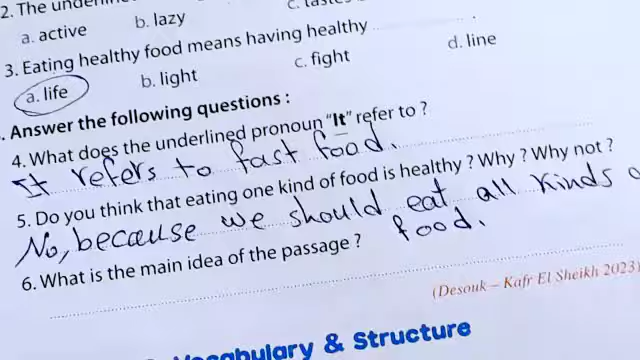 2. The
a. active b. lazy c.
3. Eating healthy food means having healthy .
a. life b. light c. fight d. line
. Answer the following questions :
4. What does the underlined pronoun "It" refer to ?
It refers to fast food.
5. Do you think that eating one kind of food is healthy ? Why ? Why not ?
No, because we should eat all kinds
food.
6. What is the main idea of the passage ?
(Desouk – Kafr El Sheikh 2023)
Vocabulary & Structure